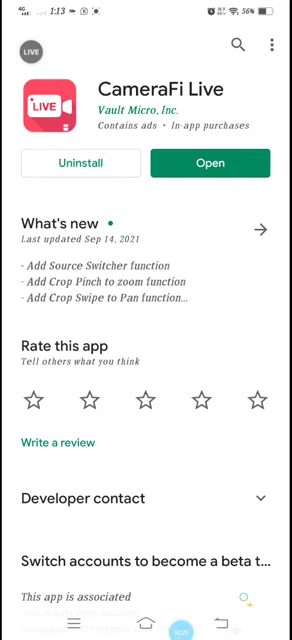 4G 1:13 56%
LIVE
LIVE
CameraFi Live
Vault Micro, Inc.
Contains ads • In-app purchases
Uninstall
Open
What's new •
Last updated Sep 14, 2021
- Add Source Switcher function
- Add Crop Pinch to zoom function
- Add Crop Swipe to Pan function...
Rate this app
Tell others what you think
Write a review
Developer contact
Switch accounts to become a beta t...
This app is associated